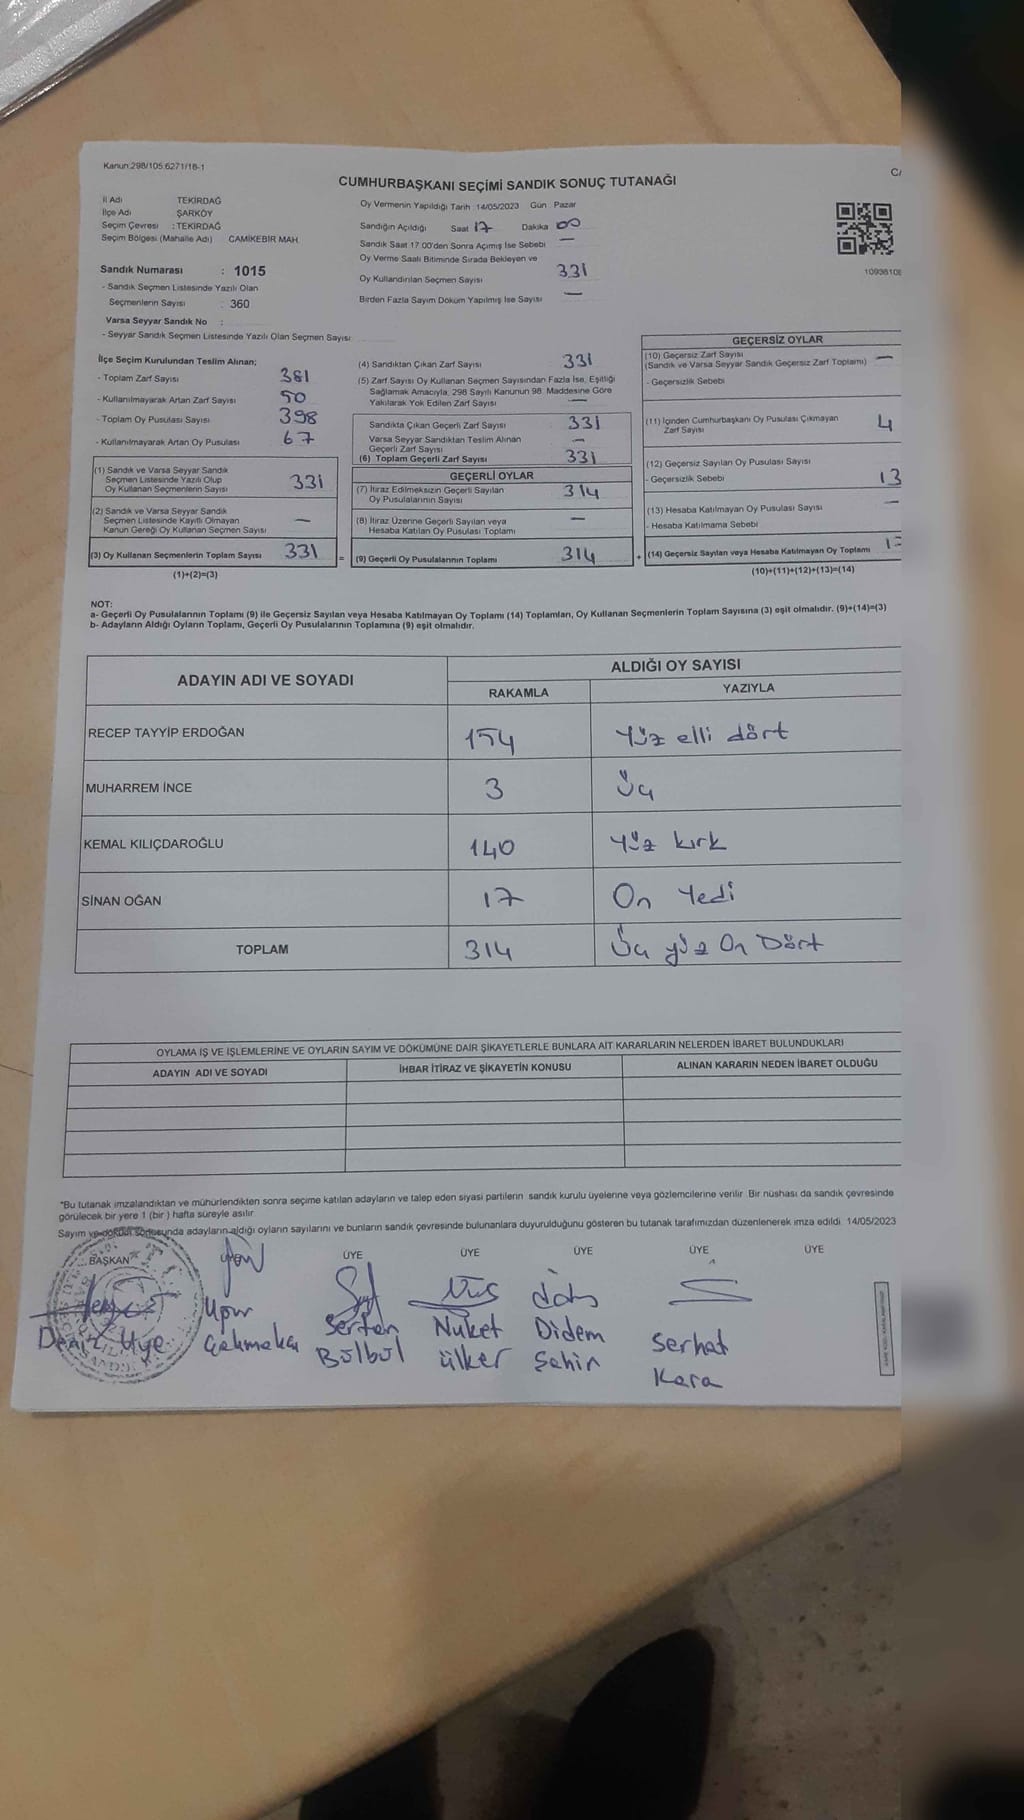 Kanun:298/105 6271/18-1
CUMHURBAŞKANI SEÇİMİ SANDIK SONUÇ TUTANAĞI
İl Adı TEKİRDAĞ
İlçe Adı ŞARKÖY
Seçim Çevresi : TEKİRDAĞ
Seçim Bölgesi (Mahalle Adı) CAMİKEBİR MAH
Sandık Numarası : 1015
- Sandık Seçmen Listesinde Yazılı Olan
Seçmenlerin Sayısı : 360
Varsa Seyyar Sandık No :
- Seyyar Sandık Seçmen Listesinde Yazılı Olan Seçmen Sayısı:
Oy Vermenin Yapıldığı Tarih :14/05/2023 Gün : Pazar
Sandığın Açıldığı Saat 17 Dakika 00
Sandık Saat 17 00'den Sonra Açımış İse Sebebi —
Oy Verme Saati Bitiminde Sırada Bekleyen ve
Oy Kullandırılan Seçmen Sayısı 331
Birden Fazla Sayım Döküm Yapılmış İse Sayısı —
İlçe Seçim Kurulundan Teslim Alınan;
- Toplam Zarf Sayısı 381
- Kullanılmayarak Artan Zarf Sayısı 50
- Toplam Oy Pusulası Sayısı 398
- Kullanılmayarak Artan Oy Pusulası 67
(1) Sandık ve Varsa Seyyar Sandık
Seçmen Listesinde Yazılı Olup
Oy Kullanan Seçmenlerin Sayısı 331
(2) Sandık ve Varsa Seyyar Sandık
Seçmen Listesinde Kayıtlı Olmayan
Kanun Gereği Oy Kullanan Seçmen Sayısı —
(3) Oy Kullanan Seçmenlerin Toplam Sayısı 331
(1)+(2)=(3)
(4) Sandıktan Çıkan Zarf Sayısı 331
(5) Zarf Sayısı Oy Kullanan Seçmen Sayısından Fazla İse, Eşitliği
Sağlamak Amacıyla, 298 Sayılı Kanunun 98. Maddesine Göre
Yakılarak Yok Edilen Zarf Sayısı —
Sandıkta Çıkan Geçerli Zarf Sayısı 331
Varsa Seyyar Sandıktan Teslim Alınan
Geçerli Zarf Sayısı —
(6) Toplam Geçerli Zarf Sayısı 331
GEÇERLİ OYLAR
(7) İtiraz Edilmeksizin Geçerli Sayılan
Oy Pusulalarının Sayısı 314
(8) İtiraz Üzerine Geçerli Sayılan veya
Hesaba Katılan Oy Pusulası Toplamı —
= (9) Geçerli Oy Pusulalarının Toplamı 314
1093610
GEÇERSİZ OYLAR
(10) Geçersiz Zarf Sayısı
(Sandık ve Varsa Seyyar Sandık Geçersiz Zarf Toplamı) —
- Geçersizlik Sebebi
(11) İçinden Cumhurbaşkanı Oy Pusulası Çıkmayan
Zarf Sayısı 4
(12) Geçersiz Sayılan Oy Pusulası Sayısı
- Geçersizlik Sebebi 13
(13) Hesaba Katılmayan Oy Pusulası Sayısı —
- Hesaba Katılmama Sebebi
+ (14) Geçersiz Sayılan veya Hesaba Katılmayan Oy Toplamı
(10)+(11)+(12)+(13)=(14)
NOT:
a- Geçerli Oy Pusulalarının Toplamı (9) ile Geçersiz Sayılan veya Hesaba Katılmayan Oy Toplamı (14) Toplamları, Oy Kullanan Seçmenlerin Toplam Sayısına (3) eşit olmalıdır. (9)+(14)=(3)
b- Adayların Aldığı Oyların Toplamı, Geçerli Oy Pusulalarının Toplamına (9) eşit olmalıdır.
ADAYIN ADI VE SOYADI ALDIĞI OY SAYISI
RAKAMLA YAZIYLA
RECEP TAYYİP ERDOĞAN 154 Yüz elli dört
MUHARREM İNCE 3 Üç
KEMAL KILIÇDAROĞLU 140 Yüz kırk
SİNAN OĞAN 17 On Yedi
TOPLAM 314 Üç yüz On Dört
OYLAMA İŞ VE İŞLEMLERİNE VE OYLARIN SAYIM VE DÖKÜMÜNE DAİR ŞİKAYETLERLE BUNLARA AİT KARARLARIN NELERDEN İBARET BULUNDUKLARI
ADAYIN ADI VE SOYADI İHBAR İTİRAZ VE ŞİKAYETİN KONUSU ALINAN KARARIN NEDEN İBARET OLDUĞU
*Bu tutanak imzalandıktan ve mühürlendikten sonra seçime katılan adayların ve talep eden siyasi partilerin sandık kurulu üyelerine veya gözlemcilerine verilir. Bir nüshası da sandık çevresinde
görülecek bir yere 1 (bir ) hafta süreyle asılır
Sayım ve döküm sonucunda adayların aldığı oyların sayılarını ve bunların sandık çevresinde bulunanlara duyurulduğunu gösteren bu tutanak tarafımızdan düzenlenerek imza edildi 14/05/2023
BAŞKAN ÜYE ÜYE ÜYE ÜYE ÜYE
Uğur Sertan Nuket Didem Serhat
Çakmakcı Bülbül ülker Şahin Kara